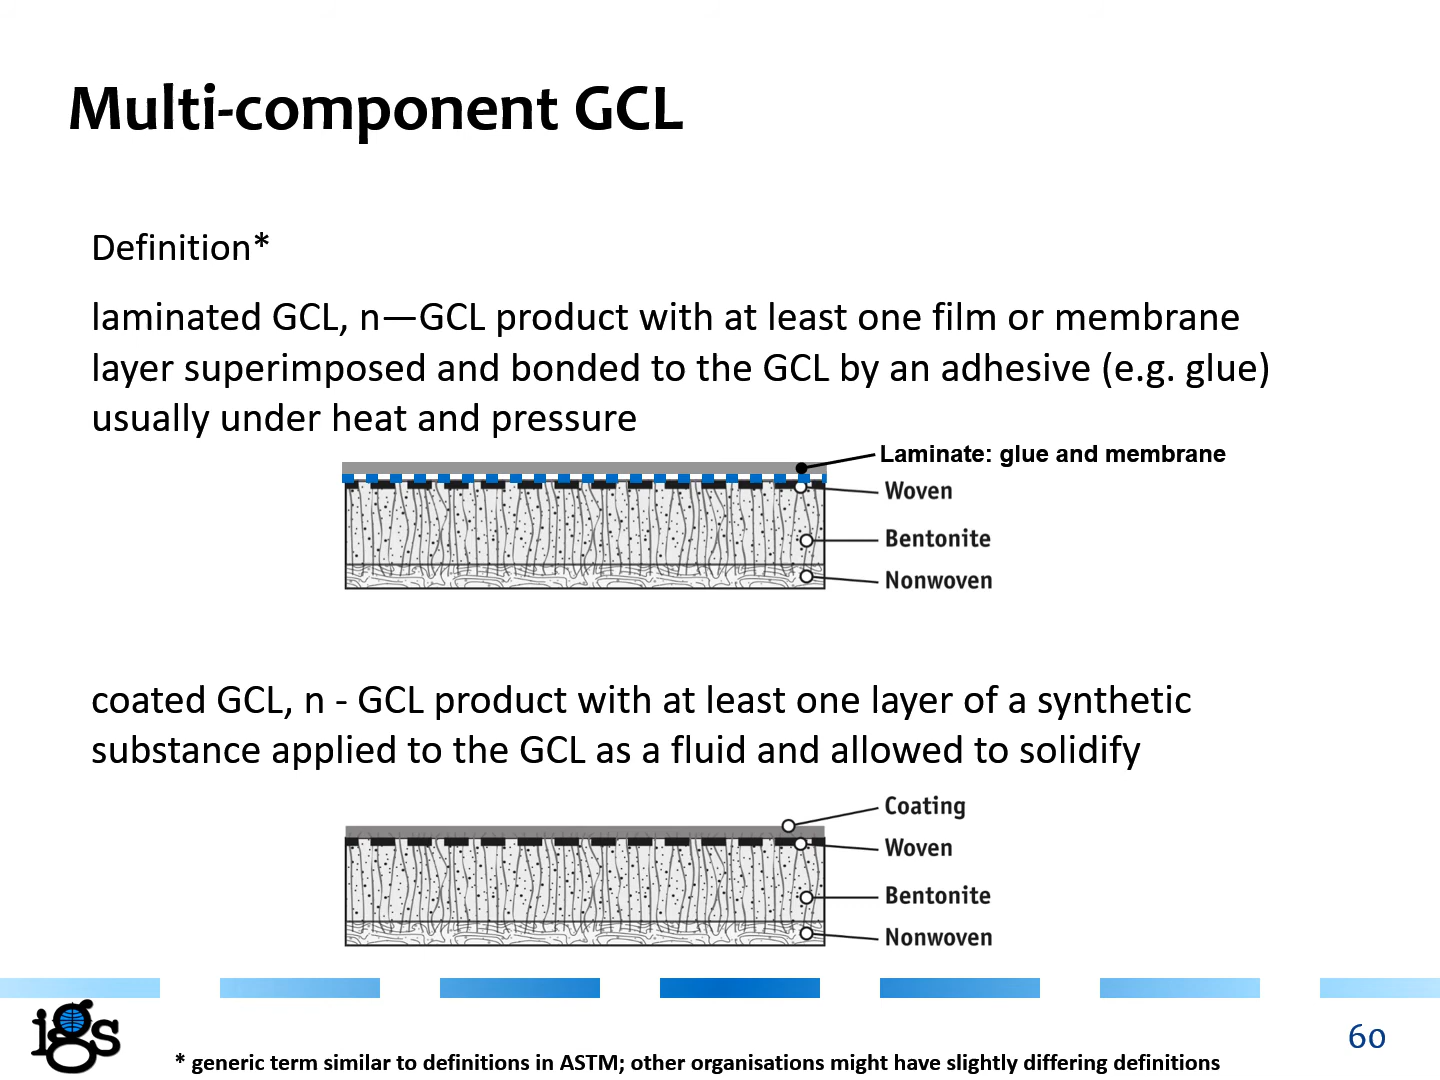 Multi-component GCL
Definition*
laminated GCL, n—GCL product with at least one film or membrane
layer superimposed and bonded to the GCL by an adhesive (e.g. glue)
usually under heat and pressure
Laminate: glue and membrane
Woven
Bentonite
Nonwoven
coated GCL, n - GCL product with at least one layer of a synthetic
substance applied to the GCL as a fluid and allowed to solidify
Coating
Woven
Bentonite
Nonwoven
igs
60
* generic term similar to definitions in ASTM; other organisations might have slightly differing definitions